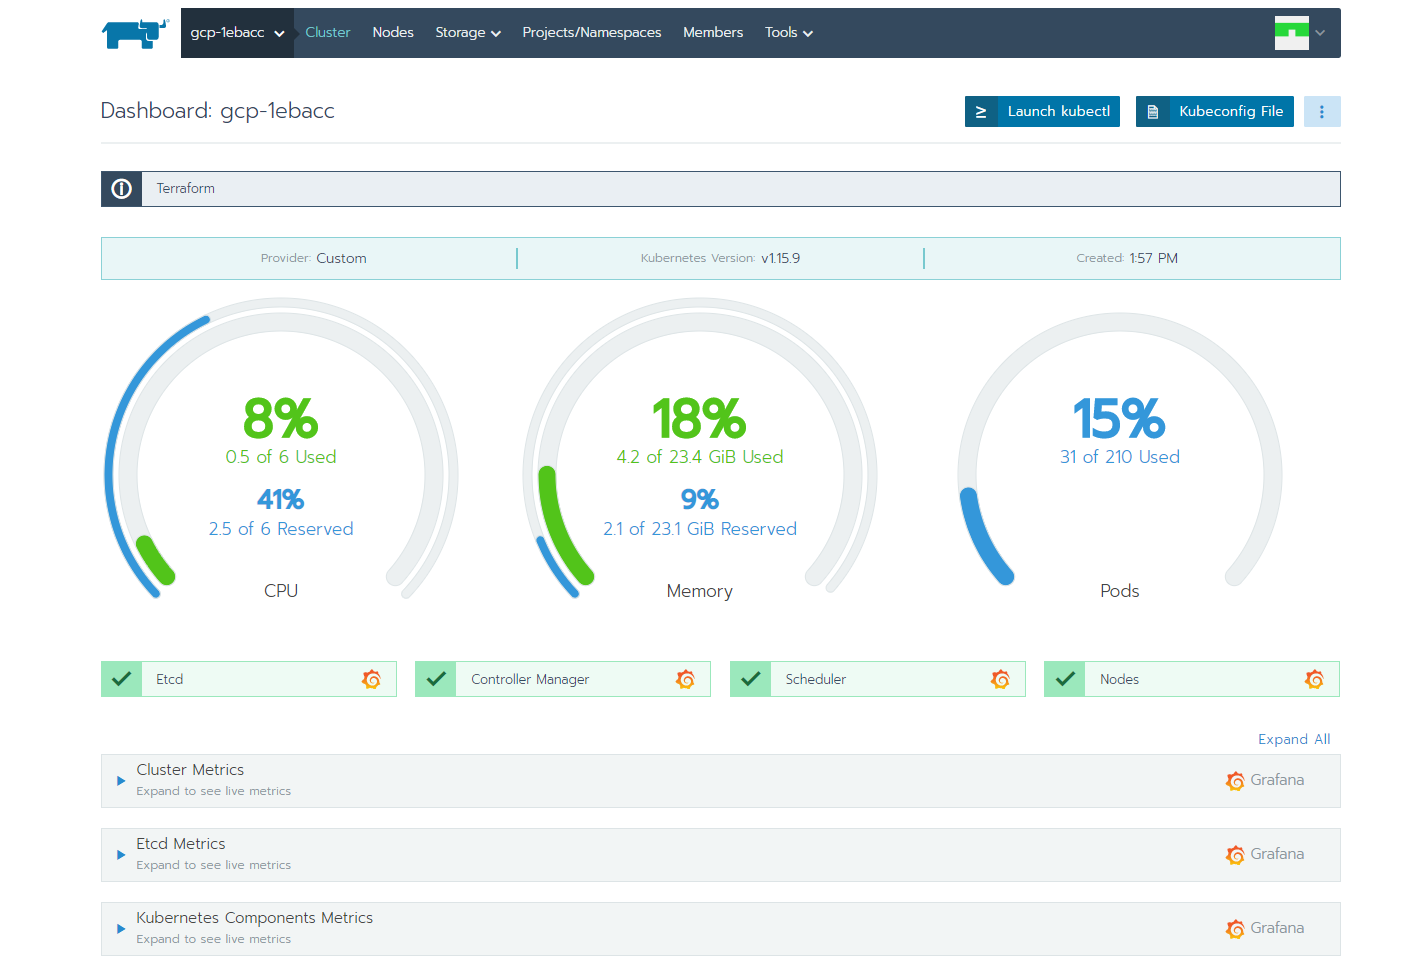 gcp-1ebacc Cluster Nodes Storage Projects/Namespaces Members Tools
Dashboard: gcp-1ebacc
Launch kubectl Kubeconfig File
Terraform
Provider: Custom Kubernetes Version: v1.15.9 Created: 1:57 PM
8%
0.5 of 6 Used
41%
2.5 of 6 Reserved
CPU
18%
4.2 of 23.4 GiB Used
9%
2.1 of 23.1 GiB Reserved
Memory
15%
31 of 210 Used
Pods
Etcd Controller Manager Scheduler Nodes
Expand All
Cluster Metrics
Expand to see live metrics
Grafana
Etcd Metrics
Expand to see live metrics
Grafana
Kubernetes Components Metrics
Expand to see live metrics
Grafana